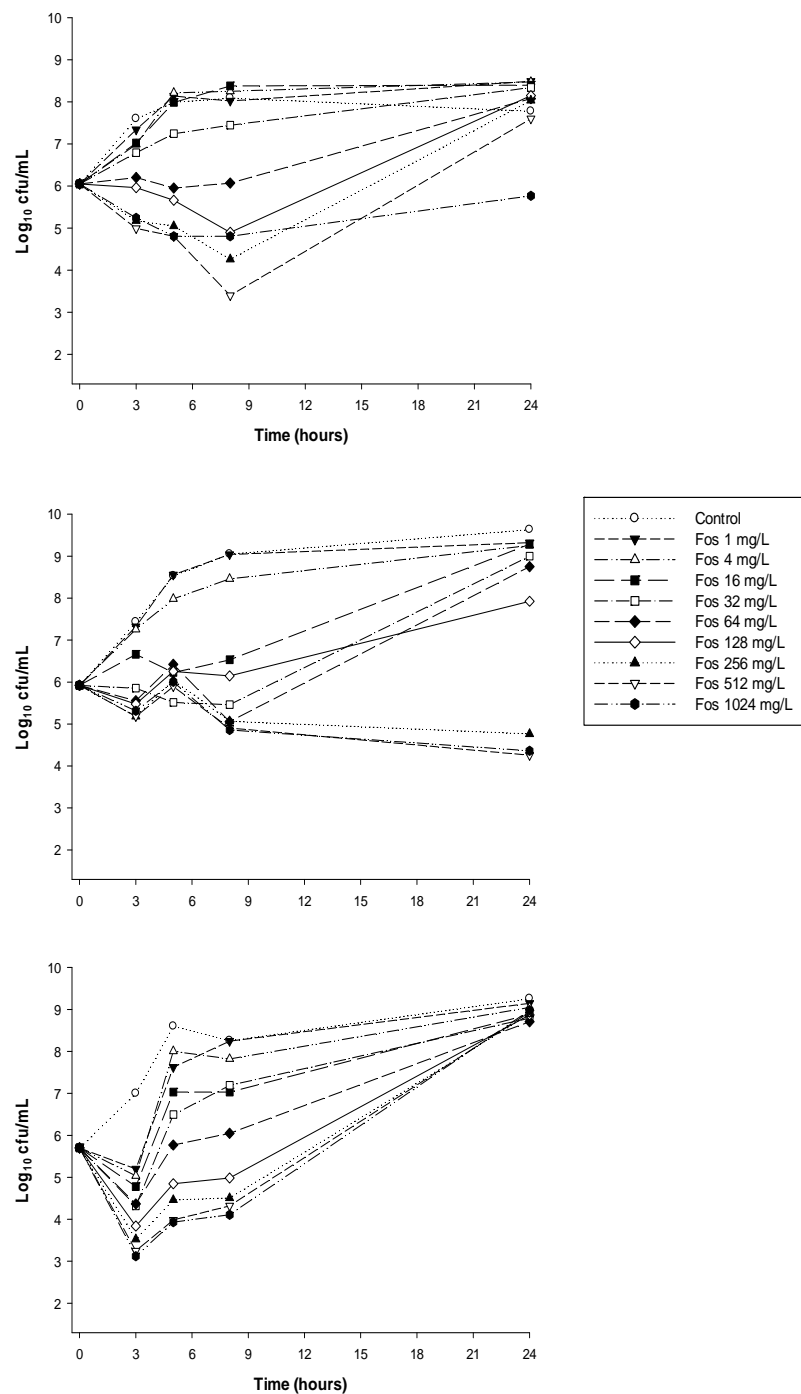 10
9
8
7
6
5
4
3
2
Log10 cfu/mL
0 3 6 9 12 15 18 21 24
Time (hours)
10
9
8
7
6
5
4
3
2
Log10 cfu/mL
0 3 6 9 12 15 18 21 24
Control
Fos 1 mg/L
Fos 4 mg/L
Fos 16 mg/L
Fos 32 mg/L
Fos 64 mg/L
Fos 128 mg/L
Fos 256 mg/L
Fos 512 mg/L
Fos 1024 mg/L
10
9
8
7
6
5
4
3
2
Log10 cfu/mL
0 3 6 9 12 15 18 21 24
Time (hours)